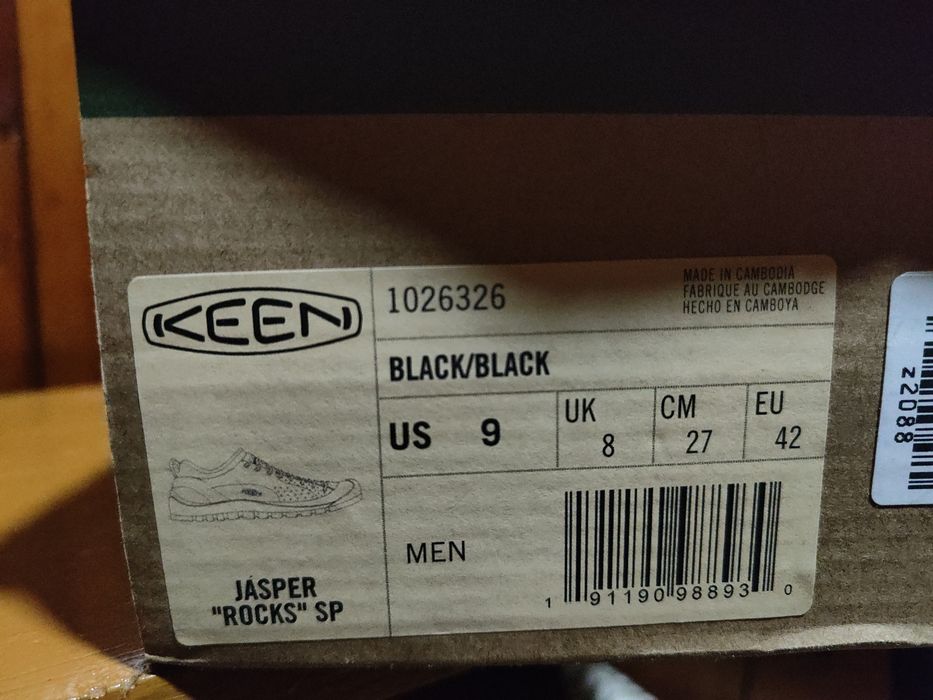 KEEN
1026326
MADE IN CAMBODIA
FABRIQUE AU CAMBODGE
HECHO EN CAMBOYA
BLACK/BLACK
US 9
UK 8
CM 27
EU 42
MEN
JASPER
"ROCKS" SP
1 91190 98893 0
z2088